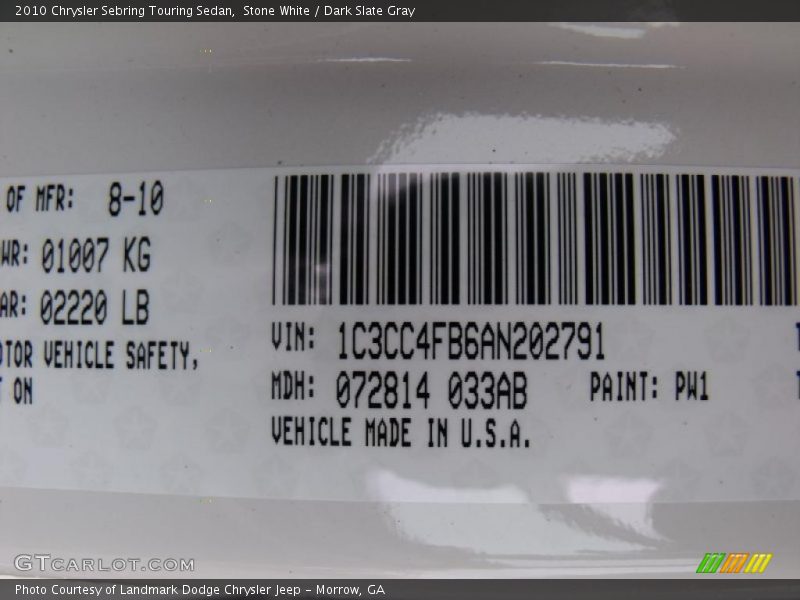 2010 Chrysler Sebring Touring Sedan, Stone White / Dark Slate Gray
OF MFR: 8-10
WR: 01007 KG
AR: 02220 LB
OTOR VEHICLE SAFETY,
T ON
VIN: 1C3CC4FB6AN202791
MDH: 072814 033AB PAINT: PW1
VEHICLE MADE IN U.S.A.
GTCARLOT.COM
Photo Courtesy of Landmark Dodge Chrysler Jeep - Morrow, GA